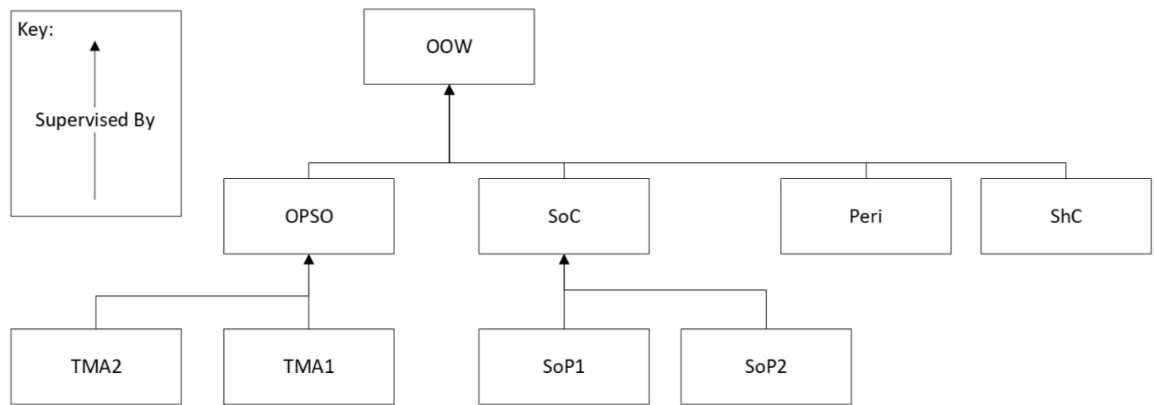 Key:
Supervised By
OOW
OPSO
SoC
Peri
ShC
TMA2
TMA1
SoP1
SoP2